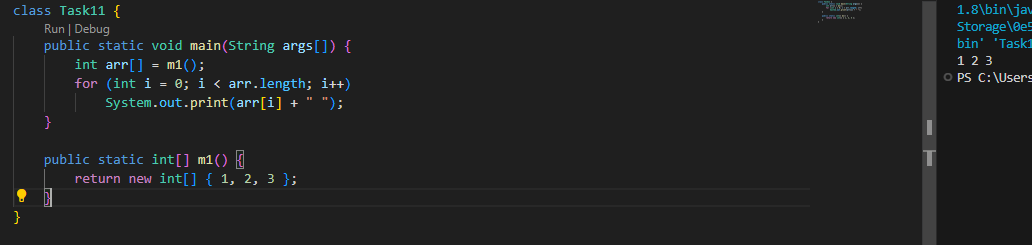 class Task11 {
Run | Debug
    public static void main(String args[]) {
        int arr[] = m1();
        for (int i = 0; i < arr.length; i++)
            System.out.print(arr[i] + " ");
    }

    public static int[] m1() {
        return new int[] { 1, 2, 3 };
    }
}
1.8\bin\jav
Storage\0e5
bin' 'Task1
1 2 3
PS C:\Users